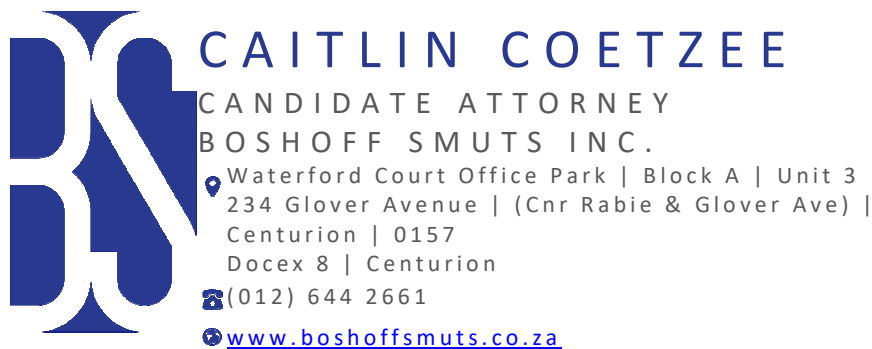 BS
CAITLIN COETZEE
CANDIDATE ATTORNEY
BOSHOFF SMUTS INC.
Waterford Court Office Park | Block A | Unit 3
234 Glover Avenue | (Cnr Rabie & Glover Ave) |
Centurion | 0157
Docex 8 | Centurion
(012) 644 2661
www.boshoffsmuts.co.za